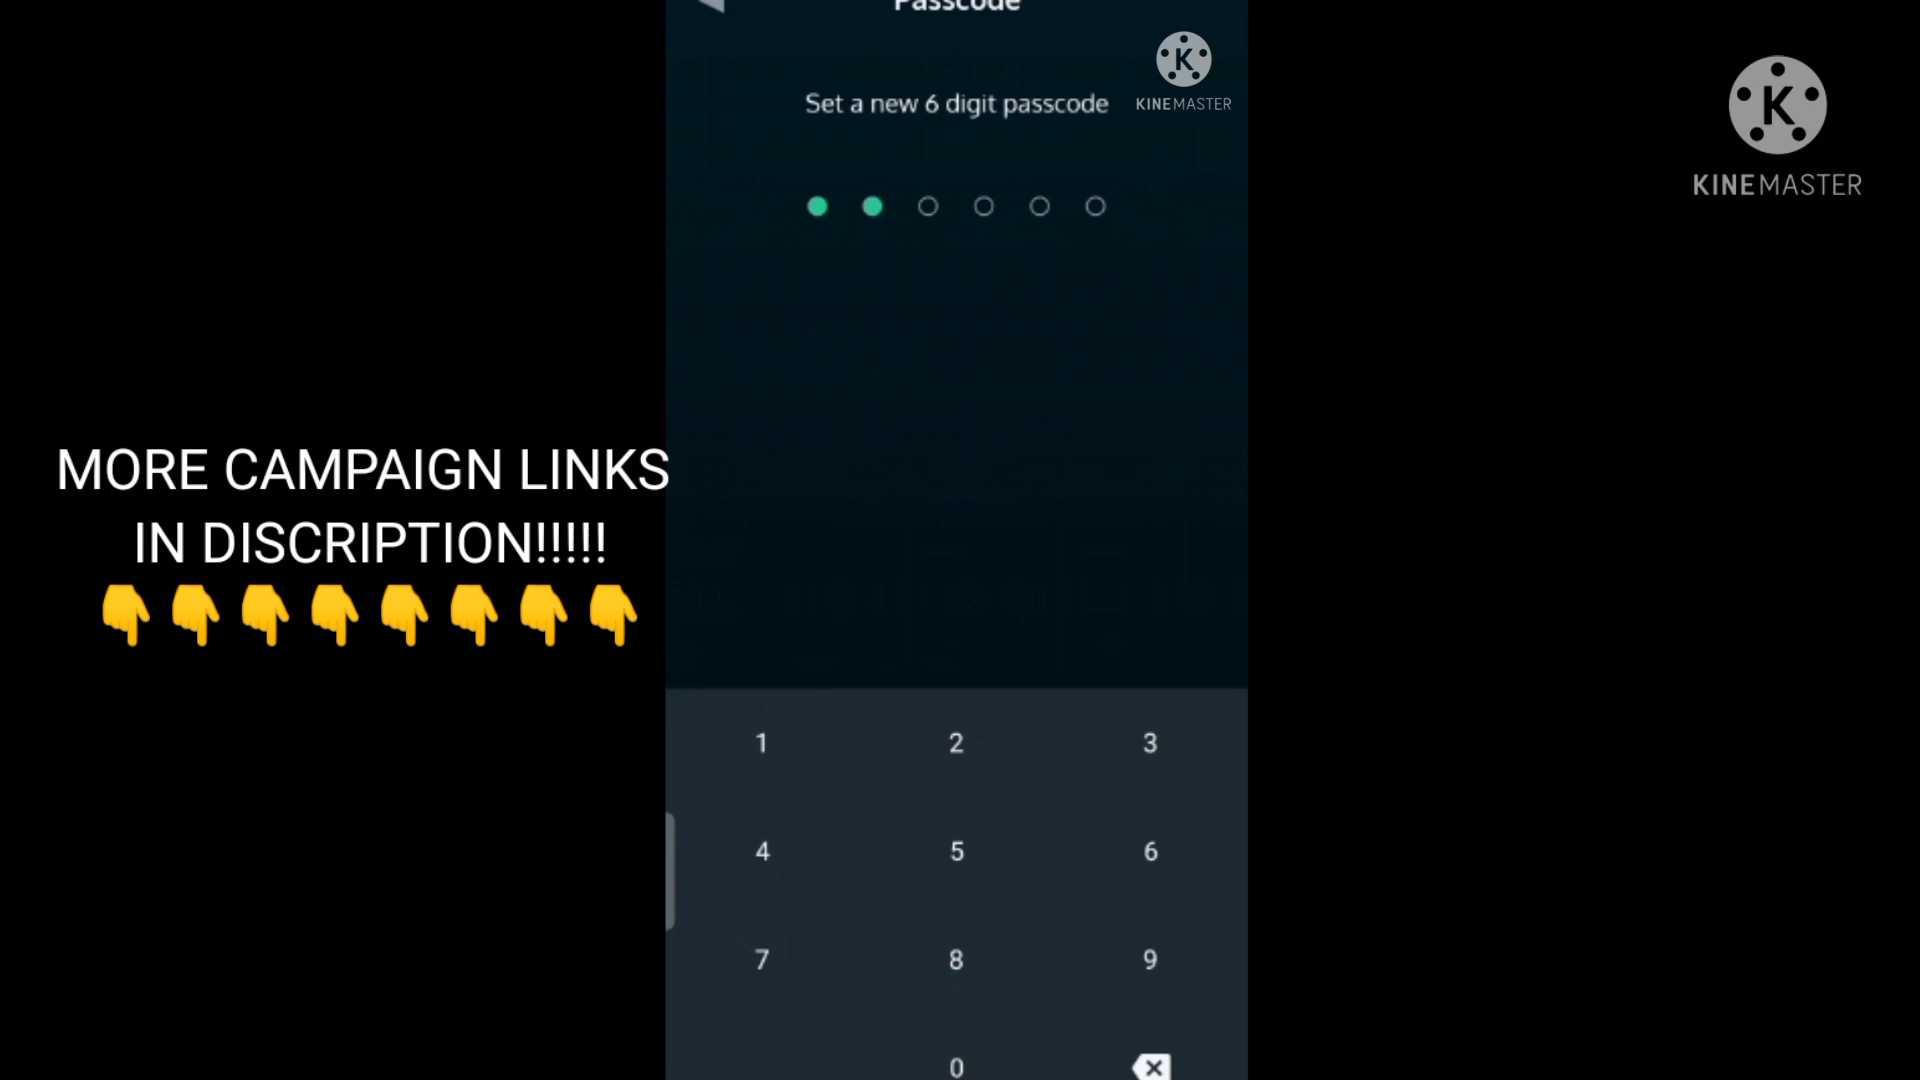 Passcode
K
KINEMASTER
Set a new 6 digit passcode
K
KINEMASTER
MORE CAMPAIGN LINKS
IN DISCRIPTION!!!!!
👇👇👇👇👇👇👇👇
1 2 3
4 5 6
7 8 9
0